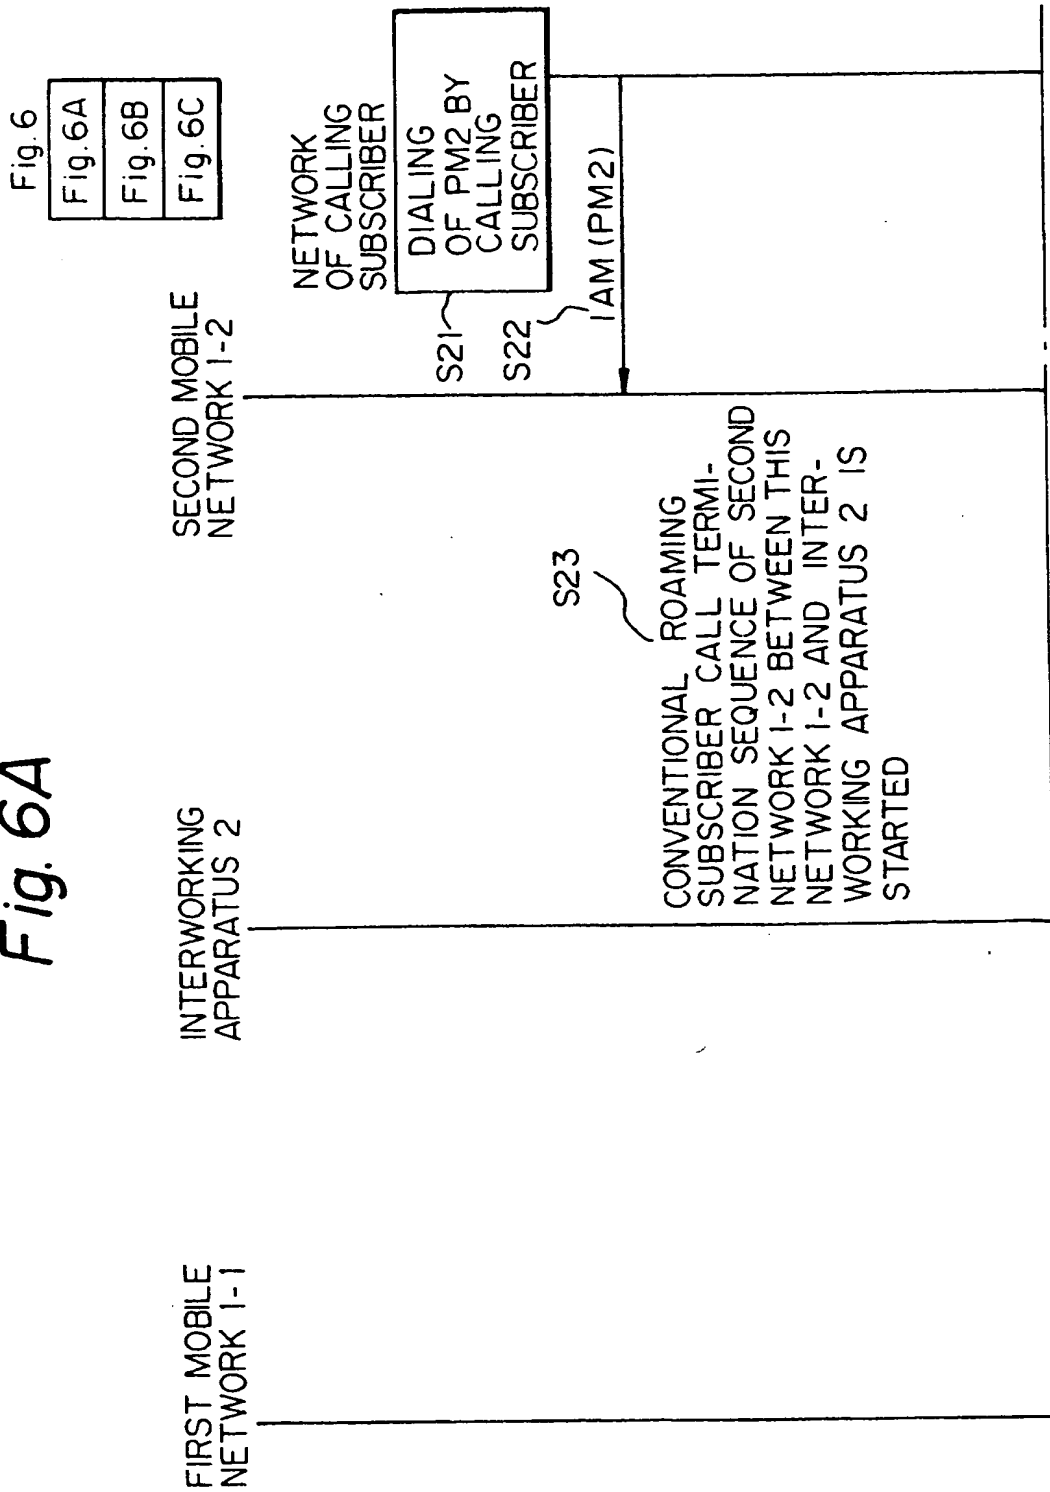 Fig. 6A
Fig. 6
Fig. 6A
Fig. 6B
Fig. 6C
FIRST MOBILE
NETWORK 1-1
INTERWORKING
APPARATUS 2
SECOND MOBILE
NETWORK 1-2
NETWORK
OF CALLING
SUBSCRIBER
S21
DIALING
OF PM2 BY
CALLING
SUBSCRIBER
S22
IAM (PM2)
S23
CONVENTIONAL ROAMING
SUBSCRIBER CALL TERMI-
NATION SEQUENCE OF SECOND
NETWORK 1-2 BETWEEN THIS
NETWORK 1-2 AND INTER-
WORKING APPARATUS 2 IS
STARTED